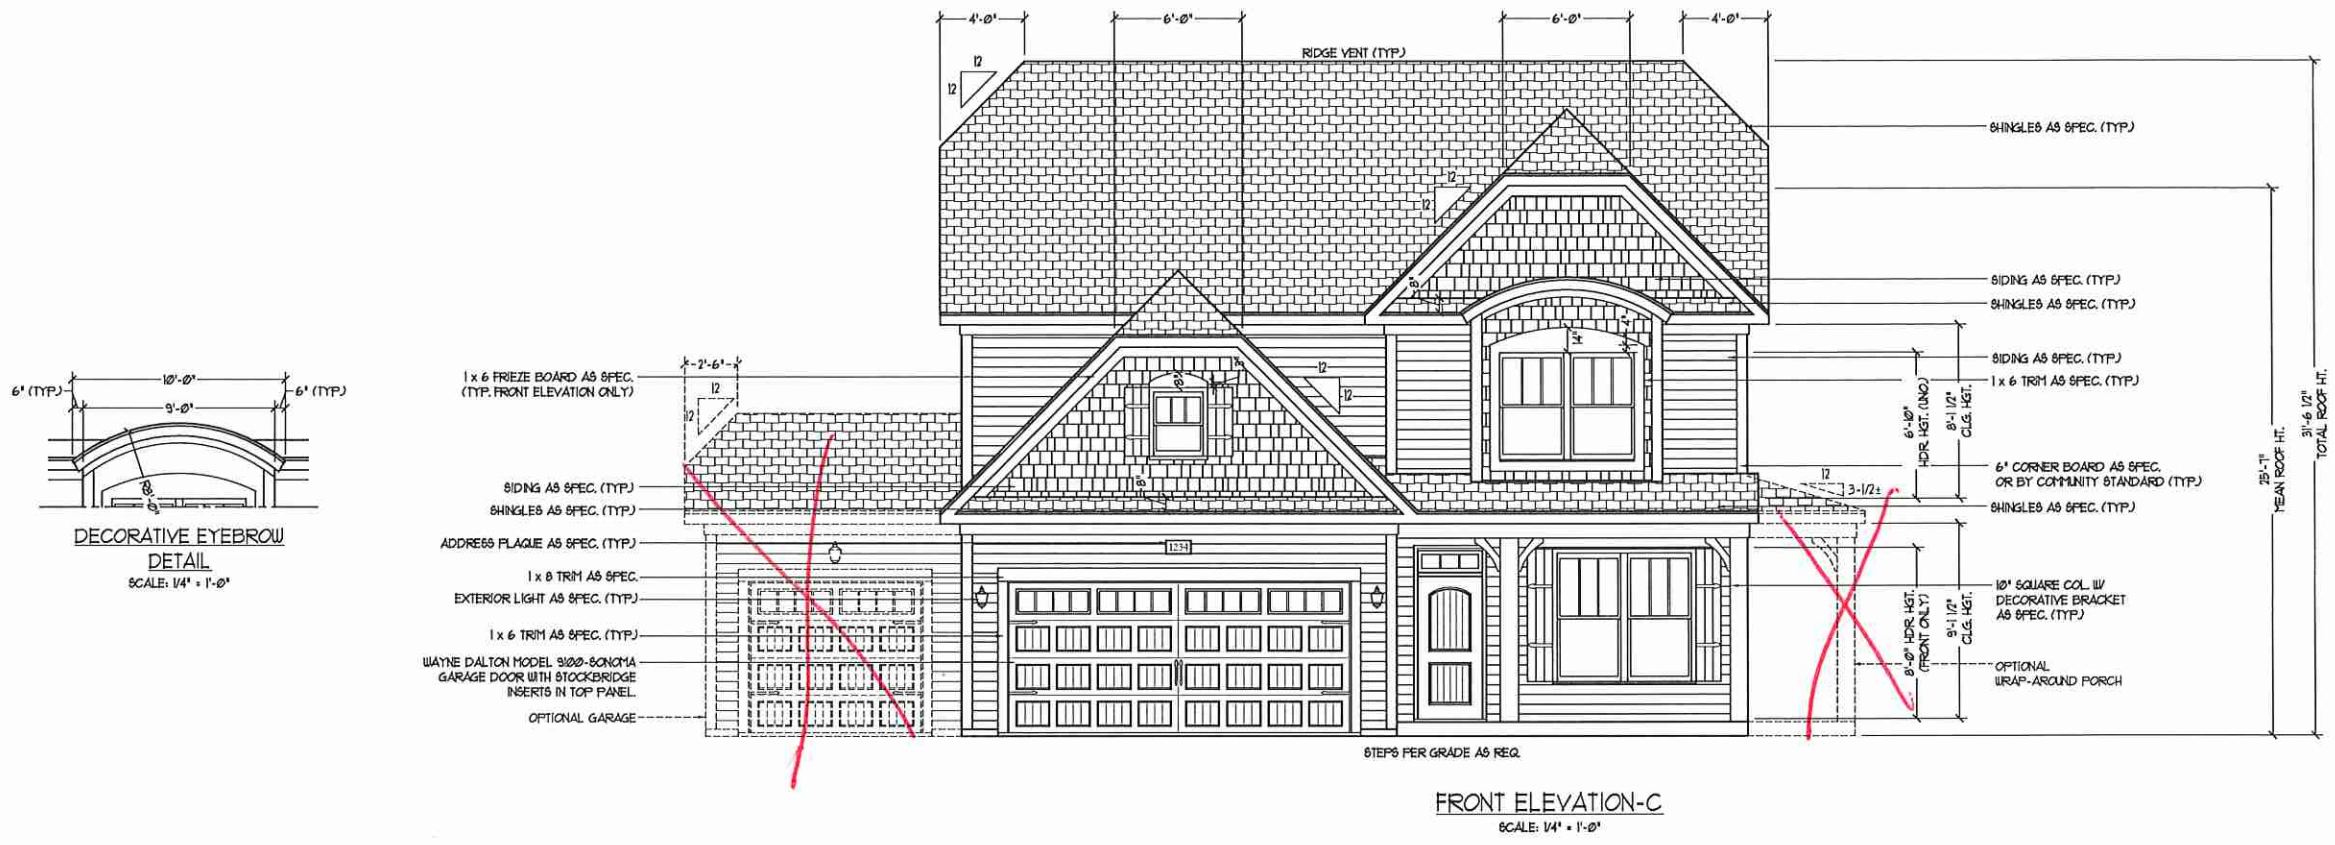 4'-0"
6'-0"
6'-0"
4'-0"
RIDGE VENT (TYP.)
12
12
SHINGLES AS SPEC. (TYP.)
12
12
SIDING AS SPEC. (TYP.)
SHINGLES AS SPEC. (TYP.)
8"
4"
14"
SIDING AS SPEC. (TYP.)
1 x 6 TRIM AS SPEC. (TYP.)
6'-10"
HDR. HGT. (UNO.)
8'-1 1/2"
CLG. HGT.
25'-7"
MEAN ROOF HT.
31'-6 1/2"
TOTAL ROOF HT.
2'-6"
12
12
1 x 6 FRIEZE BOARD AS SPEC.
(TYP. FRONT ELEVATION ONLY)
8"
12
12
8"
10'-0"
6" (TYP.)
6" (TYP.)
9'-0"
R8'-0"
DECORATIVE EYEBROW
DETAIL
SCALE: 1/4" = 1'-0"
SIDING AS SPEC. (TYP.)
SHINGLES AS SPEC. (TYP.)
ADDRESS PLAQUE AS SPEC. (TYP.)
1234
1 x 8 TRIM AS SPEC.
EXTERIOR LIGHT AS SPEC. (TYP.)
1 x 6 TRIM AS SPEC. (TYP.)
WAYNE DALTON MODEL 9100-SONOMA
GARAGE DOOR WITH STOCKBRIDGE
INSERTS IN TOP PANEL.
OPTIONAL GARAGE
6" CORNER BOARD AS SPEC.
OR BY COMMUNITY STANDARD (TYP.)
12
3-1/2±
SHINGLES AS SPEC. (TYP.)
8'-0" HDR. HGT.
(FRONT ONLY)
9'-1 1/2"
CLG. HGT.
10" SQUARE COL. W/
DECORATIVE BRACKET
AS SPEC. (TYP.)
OPTIONAL
WRAP-AROUND PORCH
STEPS PER GRADE AS REQ.
FRONT ELEVATION-C
SCALE: 1/4" = 1'-0"